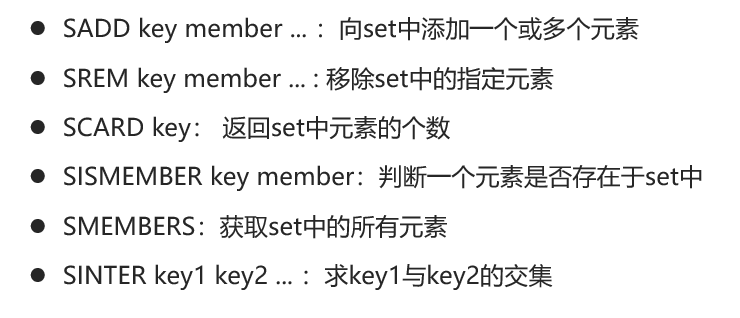 ● SADD key member ... ：向set中添加一个或多个元素
● SREM key member ... : 移除set中的指定元素
● SCARD key： 返回set中元素的个数
● SISMEMBER key member：判断一个元素是否存在于set中
● SMEMBERS：获取set中的所有元素
● SINTER key1 key2 ... ：求key1与key2的交集